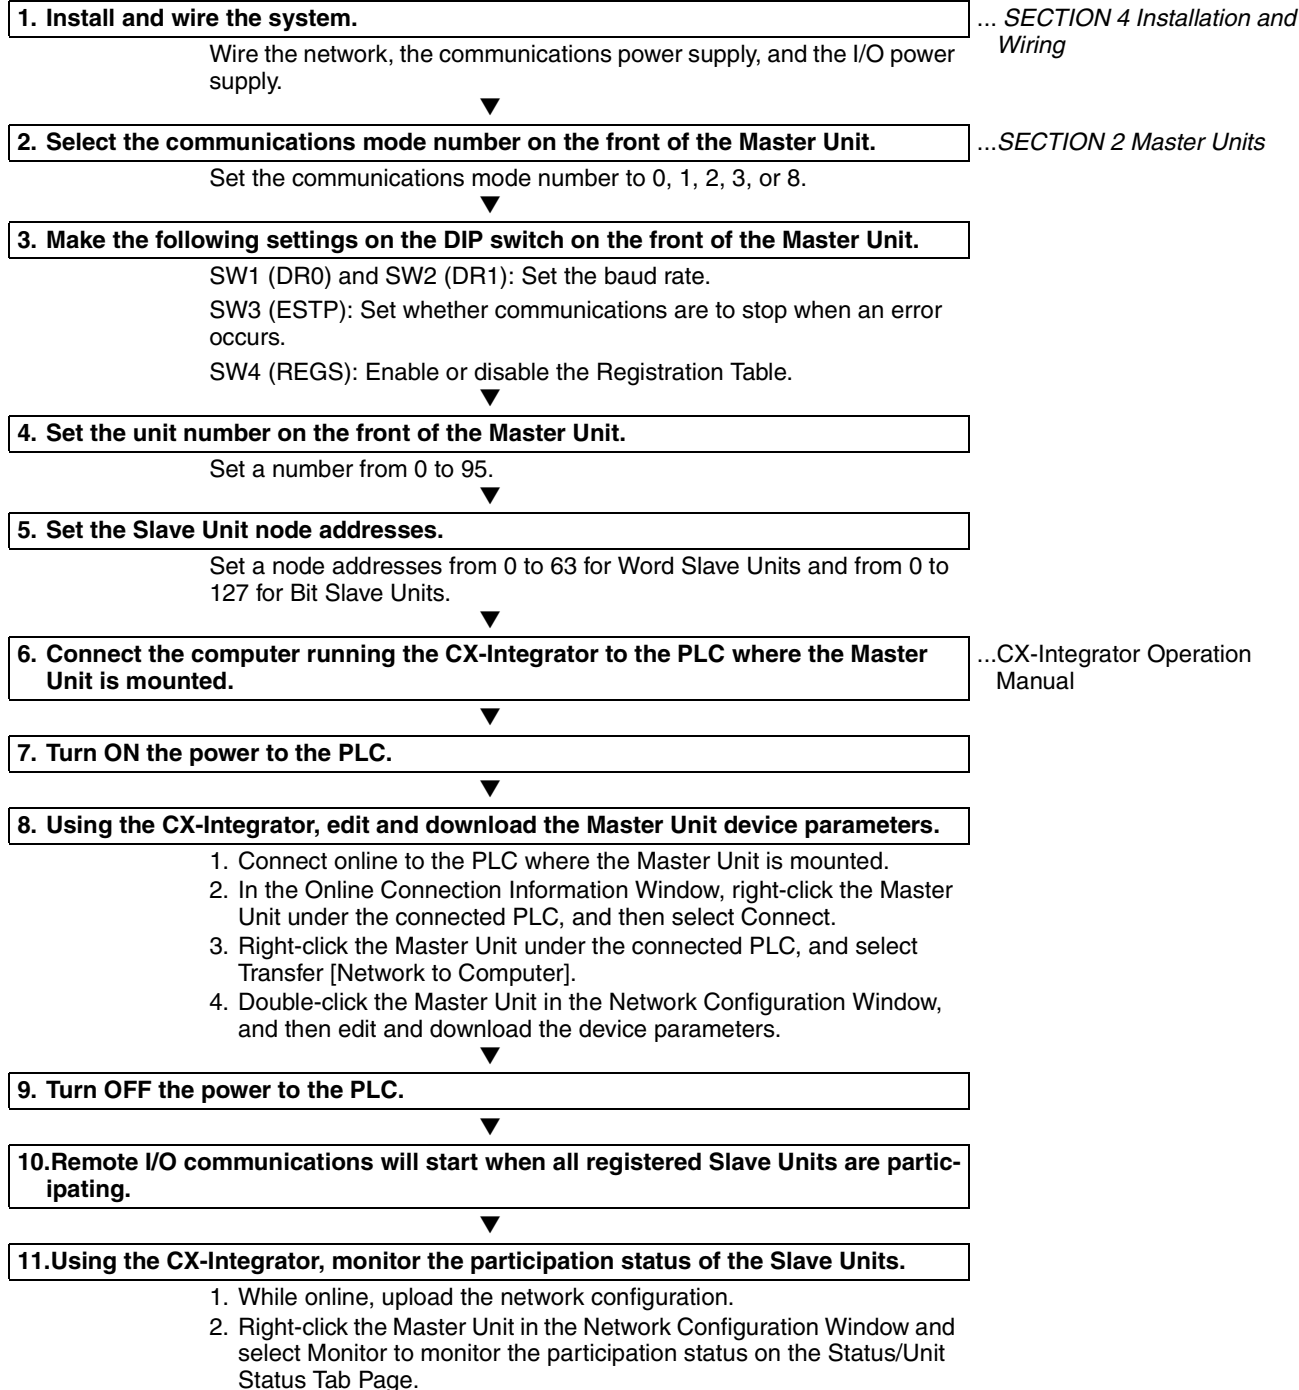 1. Install and wire the system.
... SECTION 4 Installation and
Wiring
Wire the network, the communications power supply, and the I/O power
supply.
▼
2. Select the communications mode number on the front of the Master Unit.
...SECTION 2 Master Units
Set the communications mode number to 0, 1, 2, 3, or 8.
▼
3. Make the following settings on the DIP switch on the front of the Master Unit.
SW1 (DR0) and SW2 (DR1): Set the baud rate.
SW3 (ESTP): Set whether communications are to stop when an error
occurs.
SW4 (REGS): Enable or disable the Registration Table.
▼
4. Set the unit number on the front of the Master Unit.
Set a number from 0 to 95.
▼
5. Set the Slave Unit node addresses.
Set a node addresses from 0 to 63 for Word Slave Units and from 0 to
127 for Bit Slave Units.
▼
6. Connect the computer running the CX-Integrator to the PLC where the Master
Unit is mounted.
...CX-Integrator Operation
Manual
▼
7. Turn ON the power to the PLC.
▼
8. Using the CX-Integrator, edit and download the Master Unit device parameters.
1. Connect online to the PLC where the Master Unit is mounted.
2. In the Online Connection Information Window, right-click the Master
Unit under the connected PLC, and then select Connect.
3. Right-click the Master Unit under the connected PLC, and select
Transfer [Network to Computer].
4. Double-click the Master Unit in the Network Configuration Window,
and then edit and download the device parameters.
▼
9. Turn OFF the power to the PLC.
▼
10.Remote I/O communications will start when all registered Slave Units are partic-
ipating.
▼
11.Using the CX-Integrator, monitor the participation status of the Slave Units.
1. While online, upload the network configuration.
2. Right-click the Master Unit in the Network Configuration Window and
select Monitor to monitor the participation status on the Status/Unit
Status Tab Page.